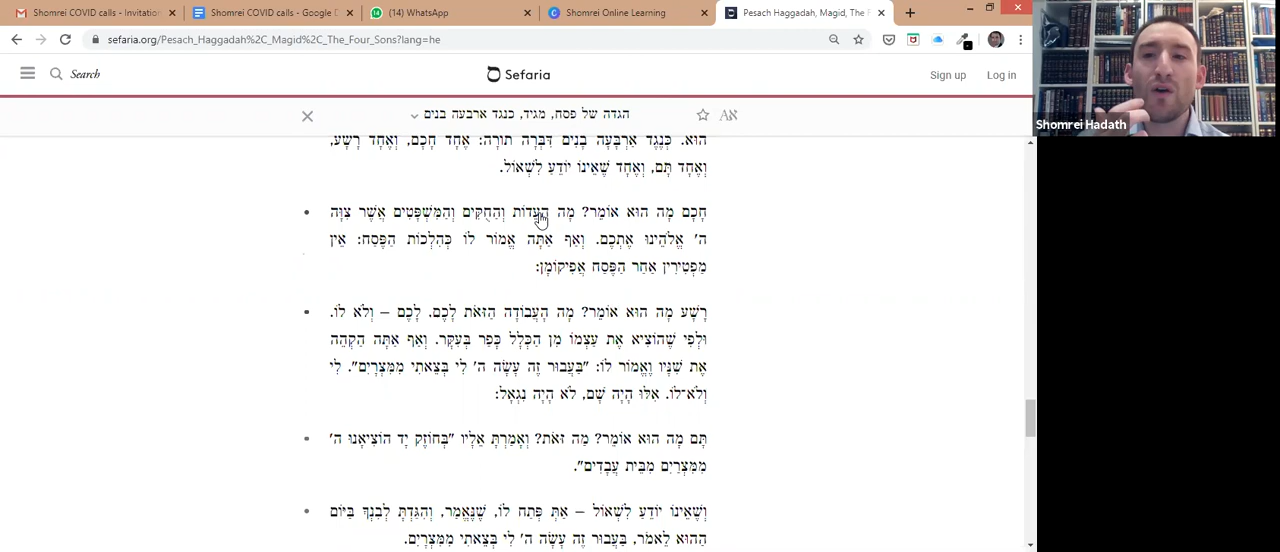 Shomrei COVID calls - Invitation
Shomrei COVID calls - Google D
(14) WhatsApp
Shomrei Online Learning
Pesach Haggadah, Magid, The F
sefaria.org/Pesach_Haggadah%2C_Magid%2C_The_Four_Sons?lang=he
Search
Sefaria
Sign up
Log in
הגדה של פסח, מגיד, כנגד ארבעה בנים
Shomrei Hadath
הוּא. כְּנֶגֶד אַרְבָּעָה בָנִים דִּבְּרָה תוֹרָה: אֶחָד חָכָם, וְאֶחָד רָשָׁע,
וְאֶחָד תָּם, וְאֶחָד שֶׁאֵינוֹ יוֹדֵעַ לִשְׁאוֹל.
חָכָם מָה הוּא אוֹמֵר? מָה הָעֵדוֹת וְהַחֻקִּים וְהַמִּשְׁפָּטִים אֲשֶׁר צִוָּה
ה' אֱלֹהֵינוּ אֶתְכֶם. וְאַף אַתָּה אֱמוֹר לוֹ כְּהִלְכוֹת הַפֶּסַח: אֵין
מַפְטִירִין אַחַר הַפֶּסַח אֲפִיקוֹמָן:
רָשָׁע מָה הוּא אוֹמֵר? מָה הָעֲבוֹדָה הַזּאֹת לָכֶם. לָכֶם – וְלֹא לוֹ.
וּלְפִי שֶׁהוֹצִיא אֶת עַצְמוֹ מִן הַכְּלָל כָּפַר בְּעִקָּר. וְאַף אַתָּה הַקְהֵה
אֶת שִׁנָּיו וֶאֱמוֹר לוֹ: "בַּעֲבוּר זֶה עָשָׂה ה' לִי בְּצֵאתִי מִמִּצְרָיִם". לִי
וְלֹא־לוֹ. אִלּוּ הָיָה שָׁם, לֹא הָיָה נִגְאָל:
תָּם מָה הוּא אוֹמֵר? מַה זּאֹת? וְאָמַרְתָּ אֵלָיו "בְּחוֹזֶק יָד הוֹצִיאָנוּ ה'
מִמִּצְרַיִם מִבֵּית עֲבָדִים".
וְשֶׁאֵינוֹ יוֹדֵעַ לִשְׁאוֹל – אַתְּ פְּתַח לוֹ, שֶׁנֶּאֱמַר, וְהִגַּדְתָּ לְבִנְךָ בַּיּוֹם
הַהוּא לֵאמֹר, בַּעֲבוּר זֶה עָשָׂה ה' לִי בְּצֵאתִי מִמִּצְרָיִם.